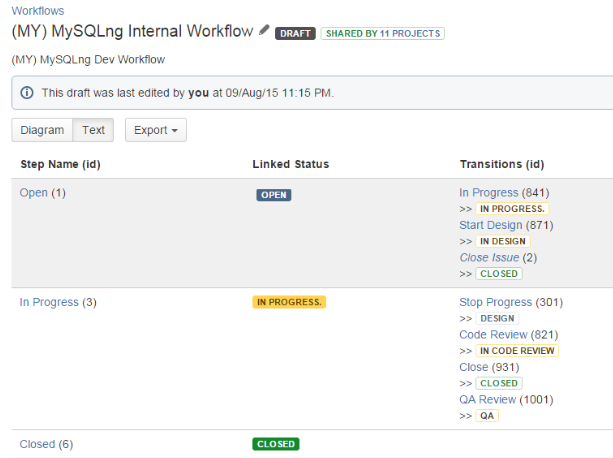 Workflows
(MY) MySQLng Internal Workflow DRAFT SHARED BY 11 PROJECTS
(MY) MySQLng Dev Workflow
This draft was last edited by you at 09/Aug/15 11:15 PM.
Diagram Text Export
Step Name (id) Linked Status Transitions (id)
Open (1) OPEN In Progress (841)
>> IN PROGRESS.
Start Design (871)
>> IN DESIGN
Close Issue (2)
>> CLOSED
In Progress (3) IN PROGRESS. Stop Progress (301)
>> DESIGN
Code Review (821)
>> IN CODE REVIEW
Close (931)
>> CLOSED
QA Review (1001)
>> QA
Closed (6) CLOSED